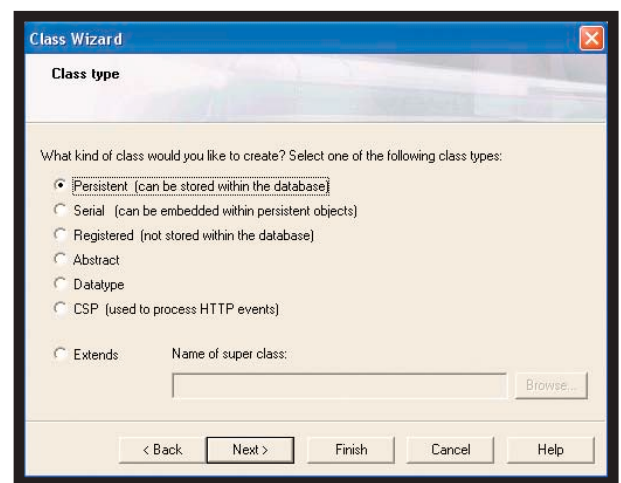 Class Wizard
Class type
What kind of class would you like to create? Select one of the following class types:
Persistent (can be stored within the database)
Serial (can be embedded within persistent objects)
Registered (not stored within the database)
Abstract
Datatype
CSP (used to process HTTP events)
Extends Name of super class:
Browse...
< Back Next > Finish Cancel Help